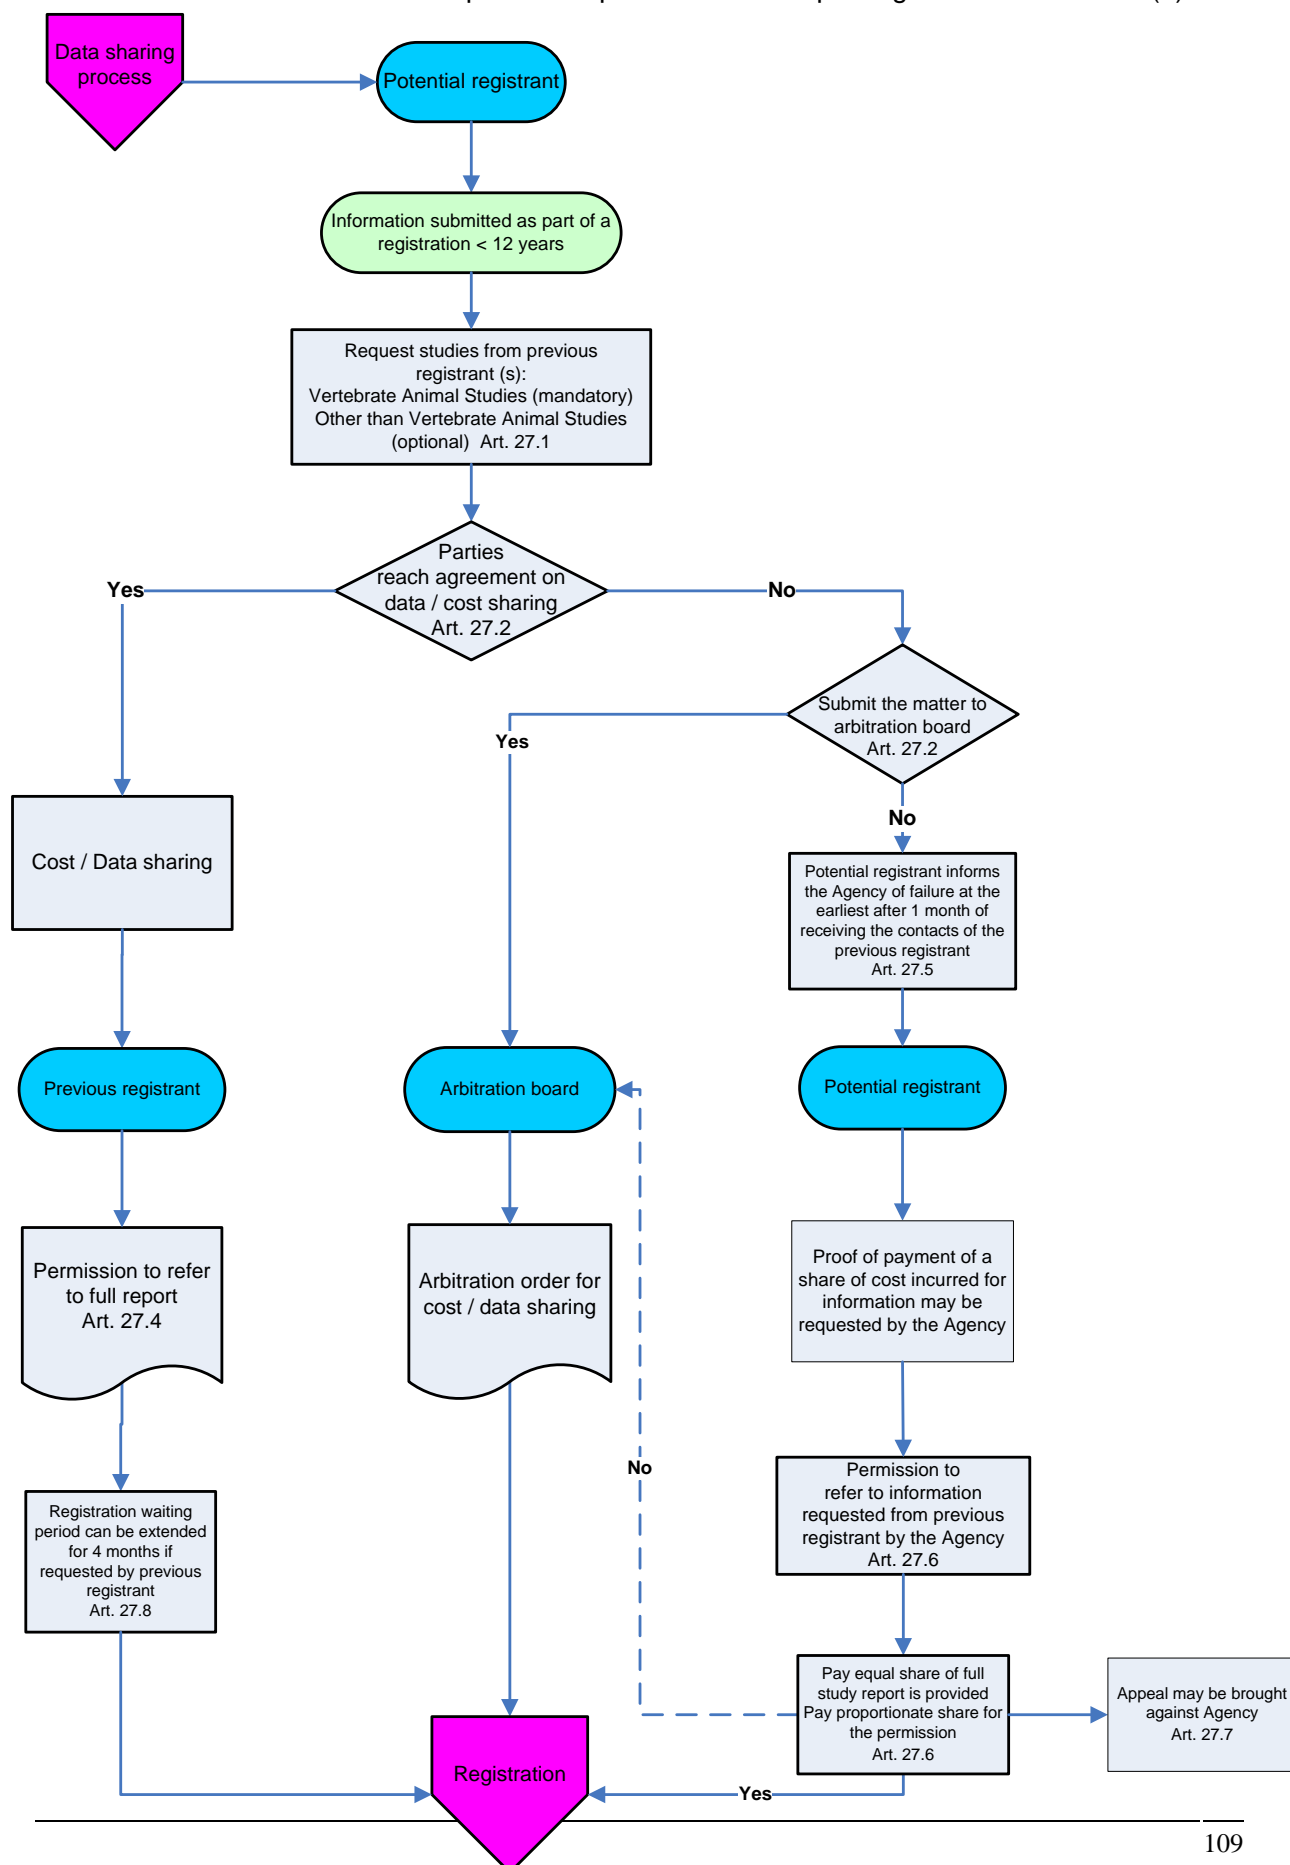 Data sharing
process
Potential registrant
Information submitted as part of a
registration < 12 years
Request studies from previous
registrant (s):
Vertebrate Animal Studies (mandatory)
Other than Vertebrate Animal Studies
(optional) Art. 27.1
Parties
reach agreement on
data / cost sharing
Art. 27.2
Yes
No
Submit the matter to
arbitration board
Art. 27.2
Yes
No
Cost / Data sharing
Potential registrant informs
the Agency of failure at the
earliest after 1 month of
receiving the contacts of the
previous registrant
Art. 27.5
Previous registrant
Arbitration board
Potential registrant
Permission to refer
to full report
Art. 27.4
Arbitration order for
cost / data sharing
Proof of payment of a
share of cost incurred for
information may be
requested by the Agency
No
Permission to
refer to information
requested from previous
registrant by the Agency
Art. 27.6
Registration waiting
period can be extended
for 4 months if
requested by previous
registrant
Art. 27.8
Pay equal share of full
study report is provided
Pay proportionate share for
the permission
Art. 27.6
Appeal may be brought
against Agency
Art. 27.7
Registration
Yes
109